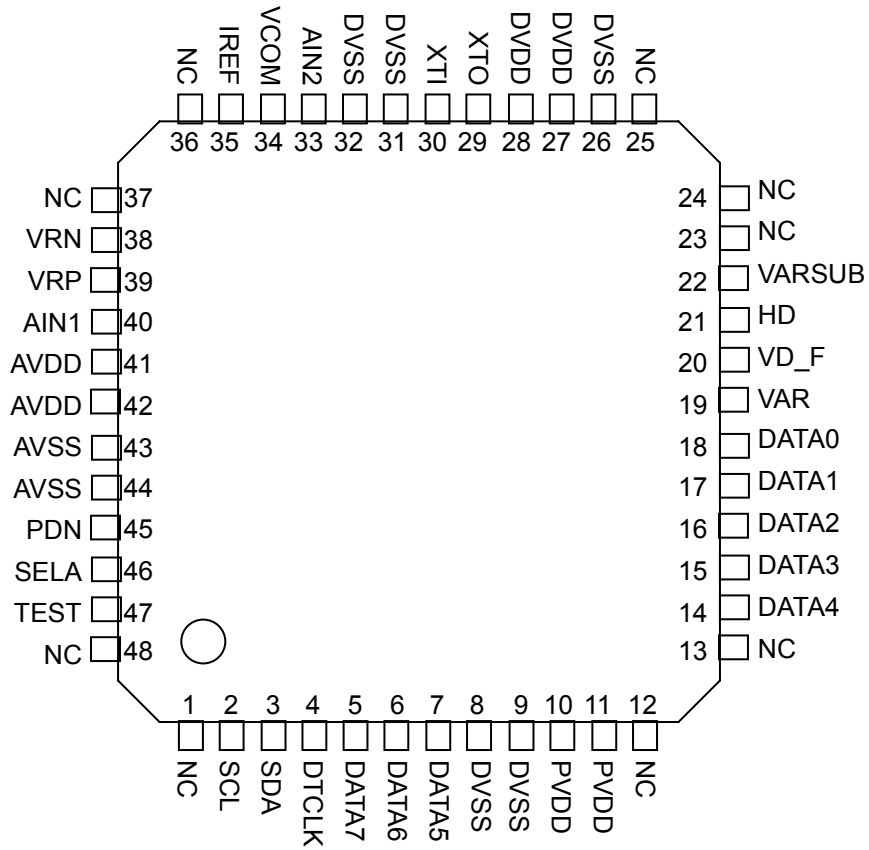 NC IREF VCOM AIN2 DVSS DVSS XTI XTO DVDD DVDD DVSS NC
36 35 34 33 32 31 30 29 28 27 26 25
NC 37
VRN 38
VRP 39
AIN1 40
AVDD 41
AVDD 42
AVSS 43
AVSS 44
PDN 45
SELA 46
TEST 47
NC 48
24 NC
23 NC
22 VARSUB
21 HD
20 VD_F
19 VAR
18 DATA0
17 DATA1
16 DATA2
15 DATA3
14 DATA4
13 NC
1 2 3 4 5 6 7 8 9 10 11 12
NC SCL SDA DTCLK DATA7 DATA6 DATA5 DVSS DVSS PVDD PVDD NC